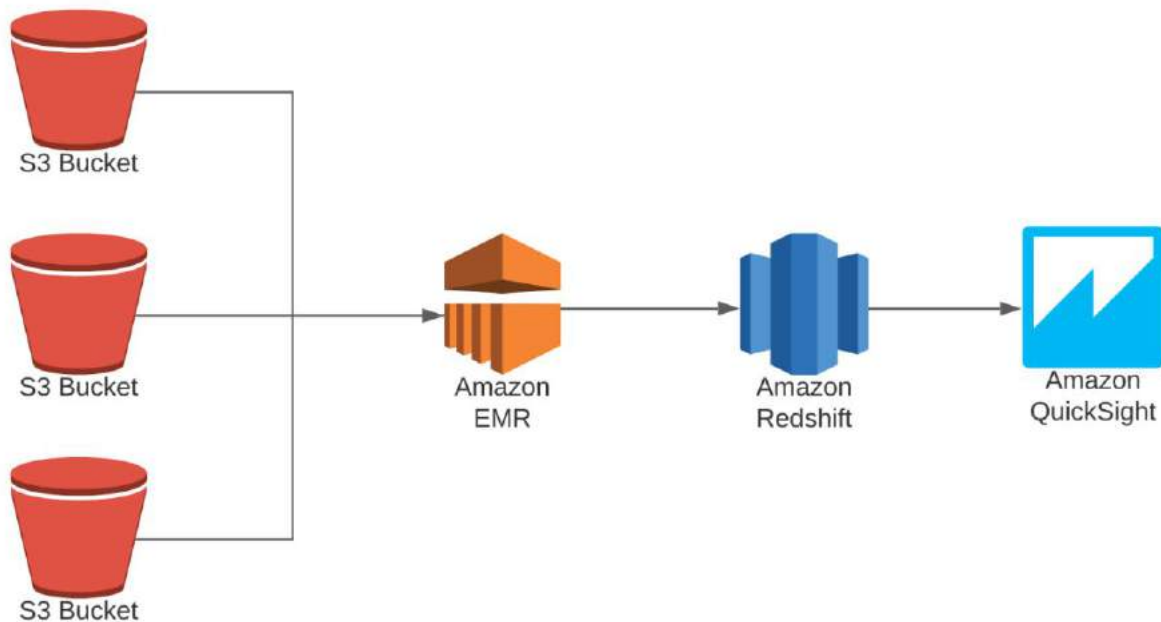 S3 Bucket
S3 Bucket
S3 Bucket
Amazon
EMR
Amazon
Redshift
Amazon
QuickSight